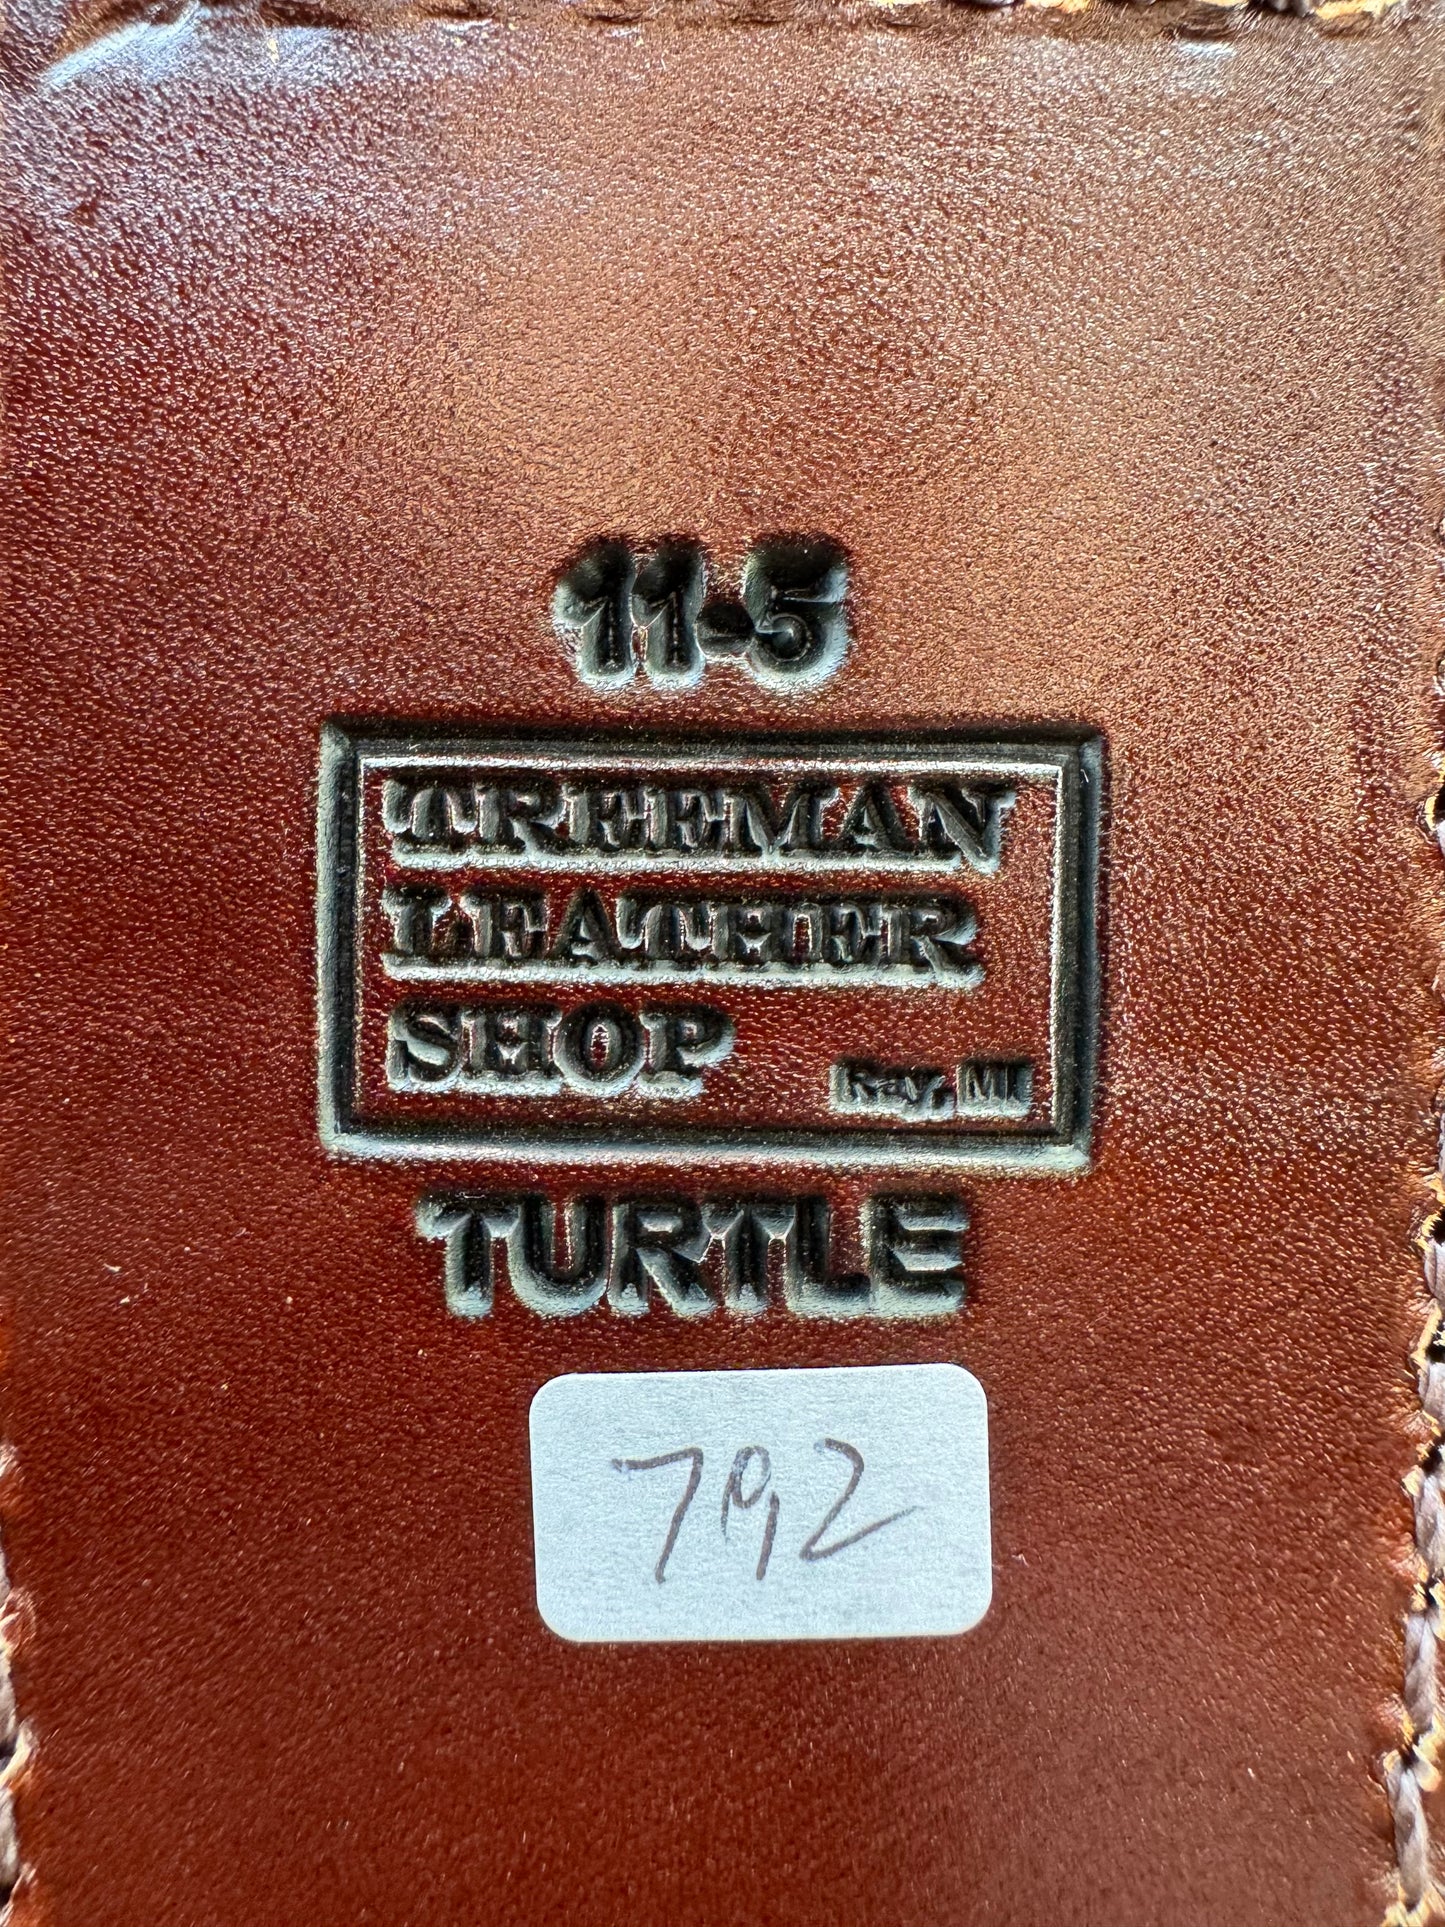 11-5
TREEMAN
LEATHER
SHOP
Ray, MI
TURTLE
792